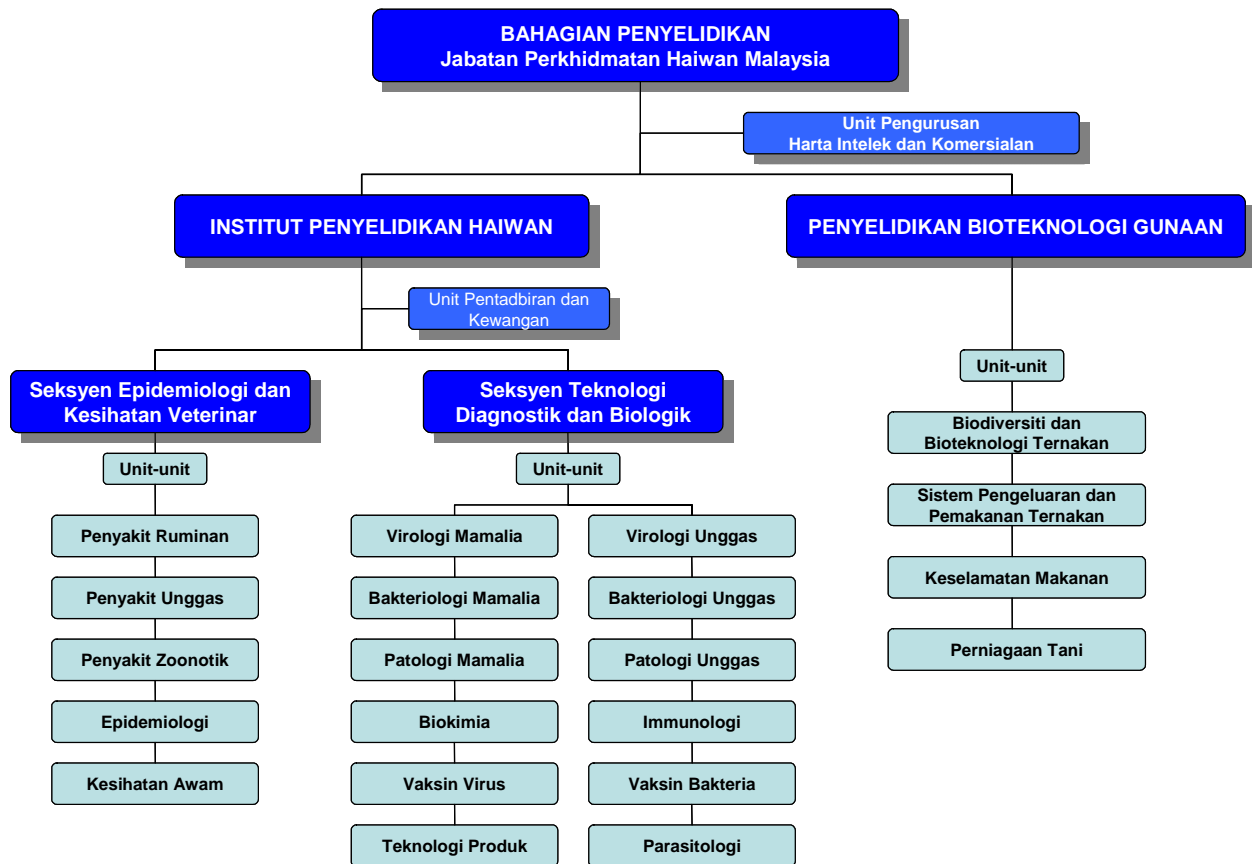 BAHAGIAN PENYELIDIKAN
Jabatan Perkhidmatan Haiwan Malaysia
Unit Pengurusan
Harta Intelek dan Komersialan
INSTITUT PENYELIDIKAN HAIWAN
PENYELIDIKAN BIOTEKNOLOGI GUNAAN
Unit Pentadbiran dan
Kewangan
Seksyen Epidemiologi dan
Kesihatan Veterinar
Unit-unit
Penyakit Ruminan
Penyakit Unggas
Penyakit Zoonotik
Epidemiologi
Kesihatan Awam
Seksyen Teknologi
Diagnostik dan Biologik
Unit-unit
Virologi Mamalia
Bakteriologi Mamalia
Patologi Mamalia
Biokimia
Vaksin Virus
Teknologi Produk
Virologi Unggas
Bakteriologi Unggas
Patologi Unggas
Immunologi
Vaksin Bakteria
Parasitologi
Unit-unit
Biodiversiti dan
Bioteknologi Ternakan
Sistem Pengeluaran dan
Pemakanan Ternakan
Keselamatan Makanan
Perniagaan Tani